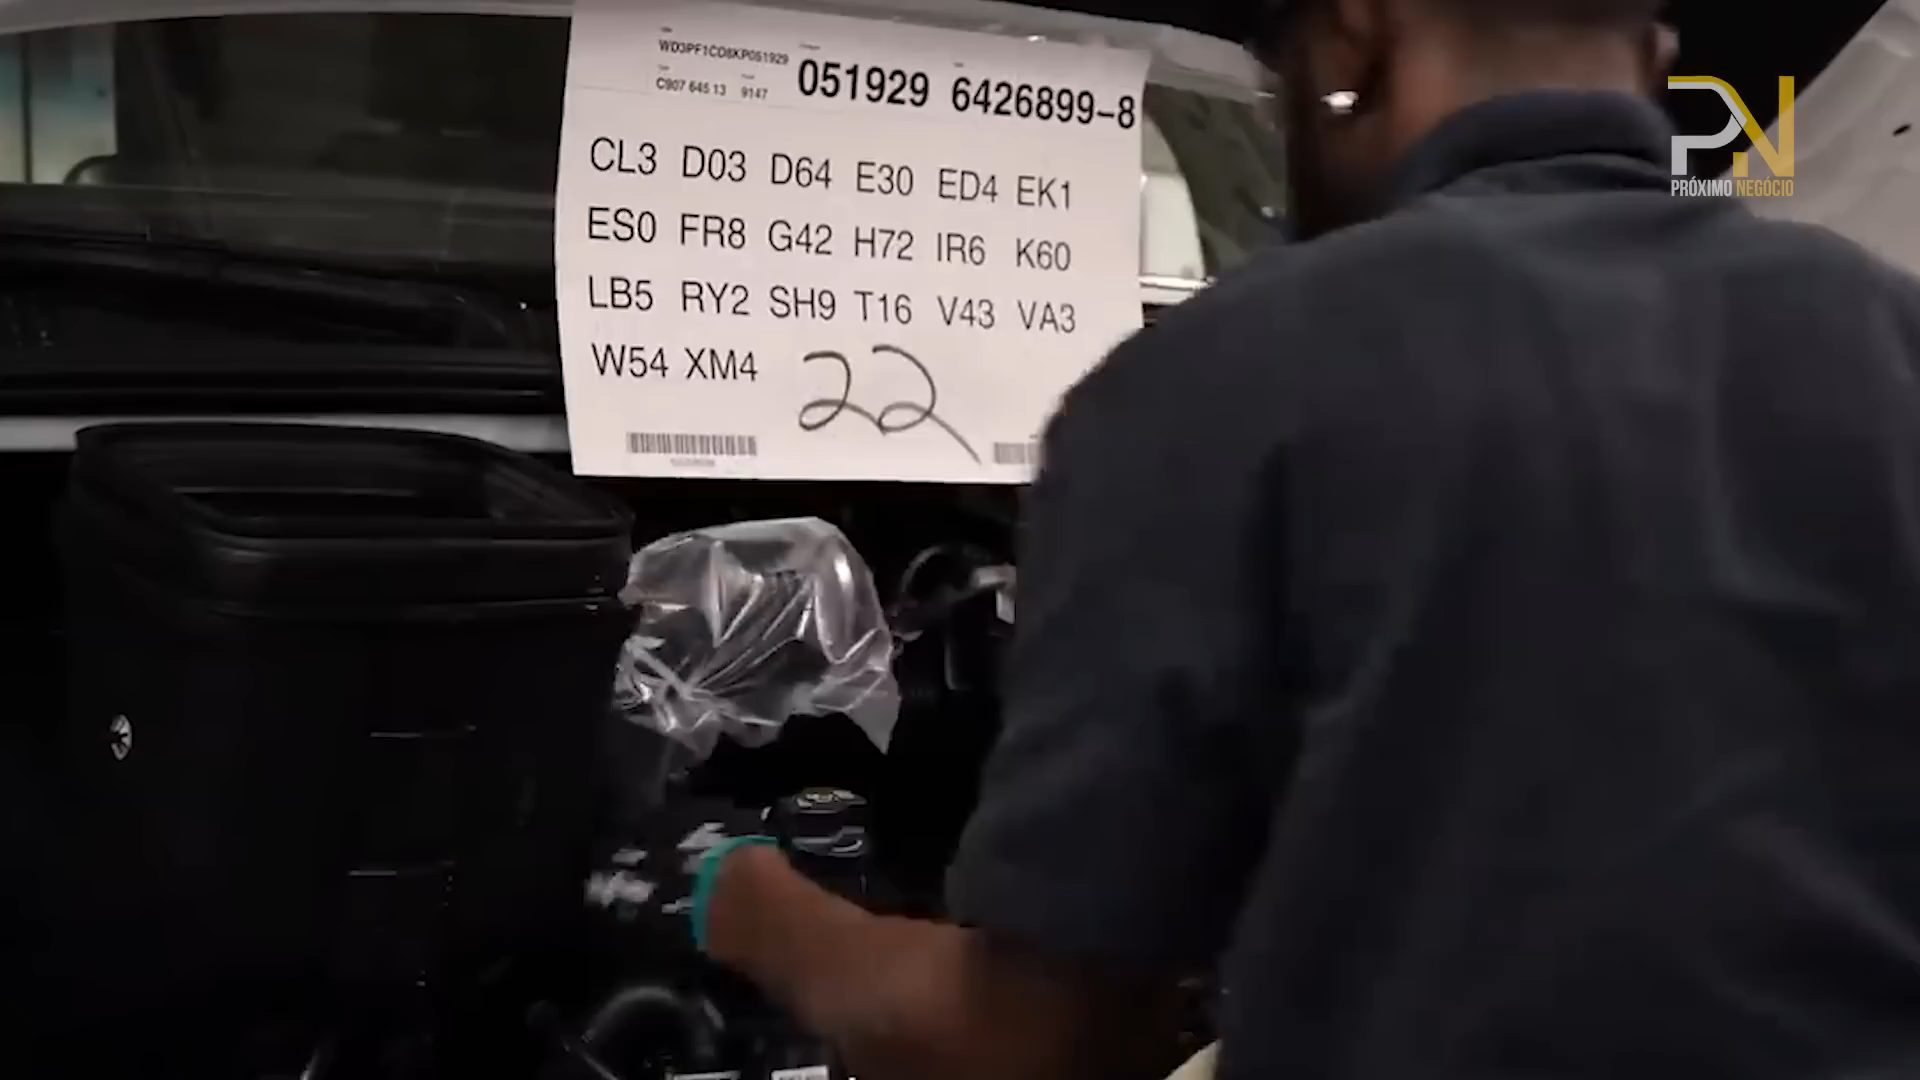 WD3PF1CD8KP051929
C907 645 13 9147
051929 6426899-8
CL3 D03 D64 E30 ED4 EK1
ES0 FR8 G42 H72 IR6 K60
LB5 RY2 SH9 T16 V43 VA3
W54 XM4 22
PN
PRÓXIMO NEGÓCIO